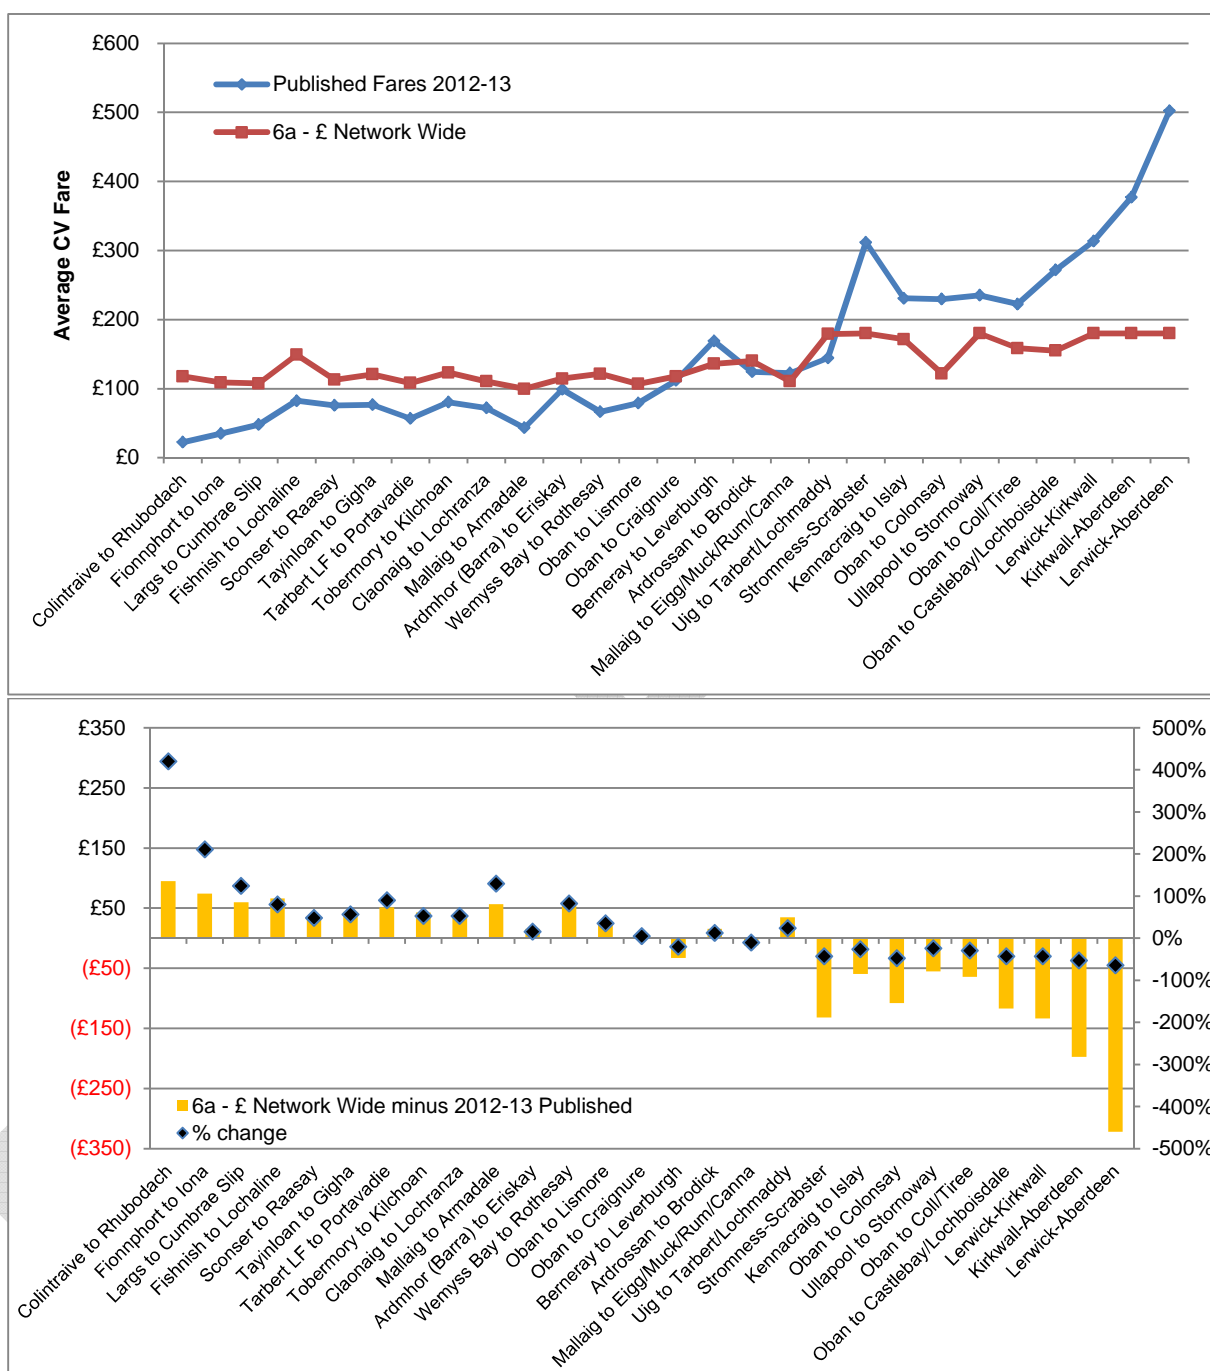 £600
£500
£400
£300
£200
£100
£0
Average CV Fare
Published Fares 2012-13
6a - £ Network Wide
Colintraive to Rhubodach
Fionnphort to Iona
Largs to Cumbrae Slip
Fishnish to Lochaline
Sconser to Raasay
Tayinloan to Gigha
Tarbert LF to Portavadie
Tobermory to Kilchoan
Claonaig to Lochranza
Mallaig to Armadale
Ardmhor (Barra) to Eriskay
Wemyss Bay to Rothesay
Oban to Lismore
Oban to Craignure
Berneray to Leverburgh
Ardrossan to Brodick
Mallaig to Eigg/Muck/Rum/Canna
Uig to Tarbert/Lochmaddy
Stromness-Scrabster
Kennacraig to Islay
Oban to Colonsay
Ullapool to Stornoway
Oban to Coll/Tiree
Oban to Castlebay/Lochboisdale
Lerwick-Kirkwall
Kirkwall-Aberdeen
Lerwick-Aberdeen
£350
£250
£150
£50
(£50)
(£150)
(£250)
(£350)
500%
400%
300%
200%
100%
0%
-100%
-200%
-300%
-400%
-500%
6a - £ Network Wide minus 2012-13 Published
% change
Colintraive to Rhubodach
Fionnphort to Iona
Largs to Cumbrae Slip
Fishnish to Lochaline
Sconser to Raasay
Tayinloan to Gigha
Tarbert LF to Portavadie
Tobermory to Kilchoan
Claonaig to Lochranza
Mallaig to Armadale
Ardmhor (Barra) to Eriskay
Wemyss Bay to Rothesay
Oban to Lismore
Oban to Craignure
Berneray to Leverburgh
Ardrossan to Brodick
Mallaig to Eigg/Muck/Rum/Canna
Uig to Tarbert/Lochmaddy
Stromness-Scrabster
Kennacraig to Islay
Oban to Colonsay
Ullapool to Stornoway
Oban to Coll/Tiree
Oban to Castlebay/Lochboisdale
Lerwick-Kirkwall
Kirkwall-Aberdeen
Lerwick-Aberdeen